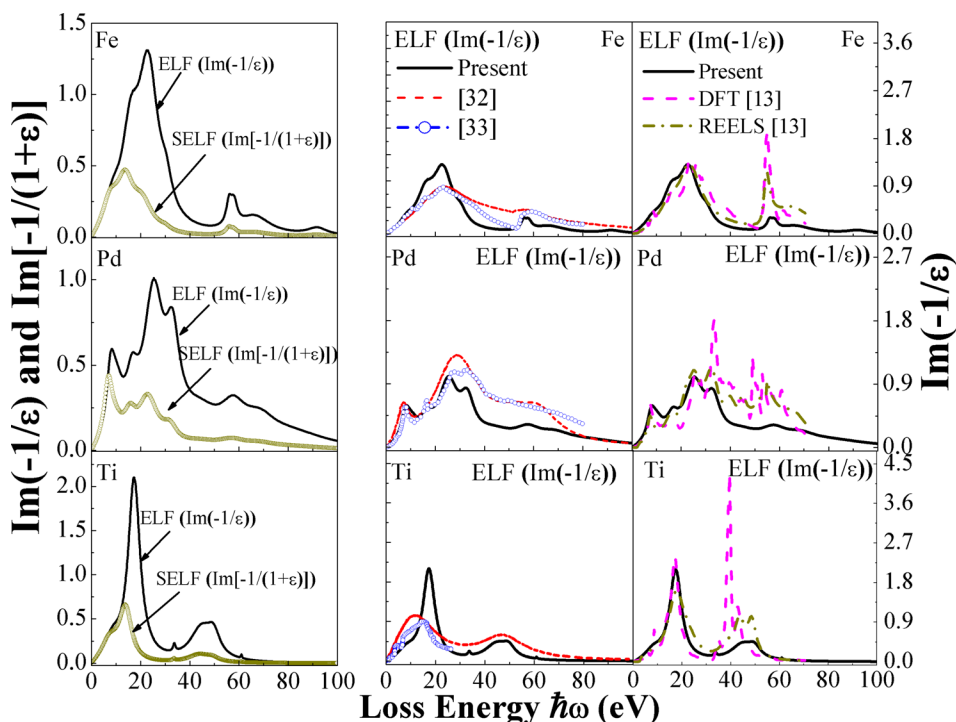 Im(-1/ε) and Im[-1/(1+ε)]
1.5
1.0
0.5
0.0
Fe
ELF (Im(-1/ε))
SELF (Im[-1/(1+ε)])
1.0
0.5
0.0
Pd
ELF (Im(-1/ε))
SELF (Im[-1/(1+ε)])
2.0
1.5
1.0
0.5
0.0
Ti
ELF (Im(-1/ε))
SELF (Im[-1/(1+ε)])
0 20 40 60 80 100
ELF (Im(-1/ε)) Fe
Present
[32]
[33]
ELF (Im(-1/ε)) Fe
Present
DFT [13]
REELS [13]
3.6
2.7
1.8
0.9
0.0
Pd ELF (Im(-1/ε))
Pd ELF (Im(-1/ε))
2.7
1.8
0.9
0.0
Ti ELF (Im(-1/ε))
Ti ELF (Im(-1/ε))
4.5
3.6
2.7
1.8
0.9
0.0
0 20 40 60 80
0 20 40 60 80 100
Im(-1/ε)
Loss Energy ħω (eV)